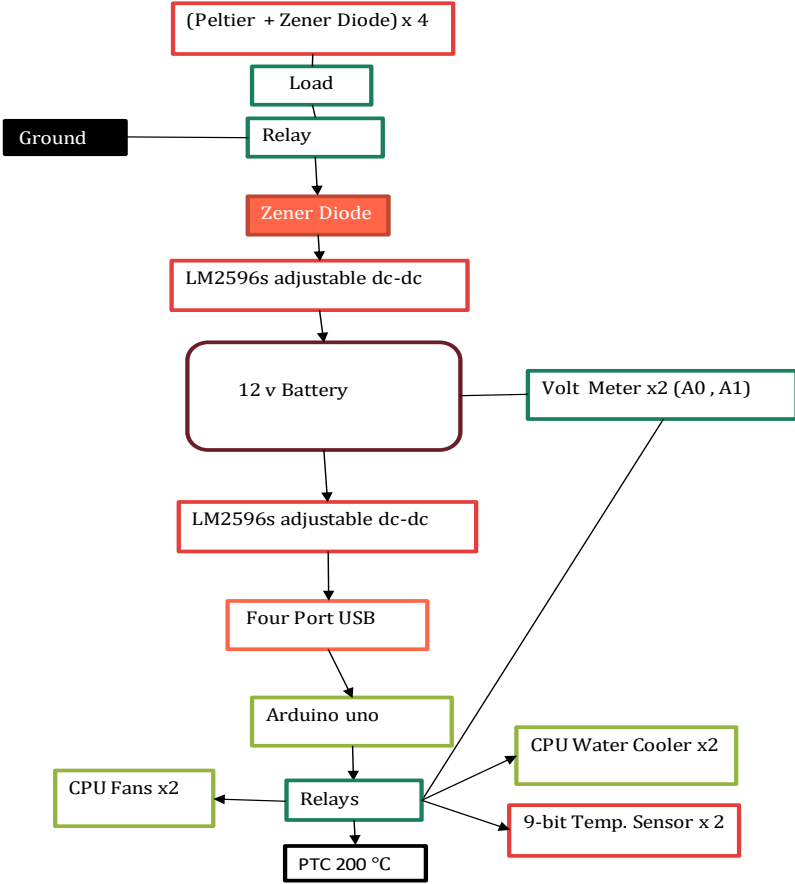 (Peltier + Zener Diode) x 4
Load
Ground
Relay
Zener Diode
LM2596s adjustable dc-dc
12 v Battery
Volt Meter x2 (A0 , A1)
LM2596s adjustable dc-dc
Four Port USB
Arduino uno
CPU Water Cooler x2
CPU Fans x2
Relays
9-bit Temp. Sensor x 2
PTC 200 °C